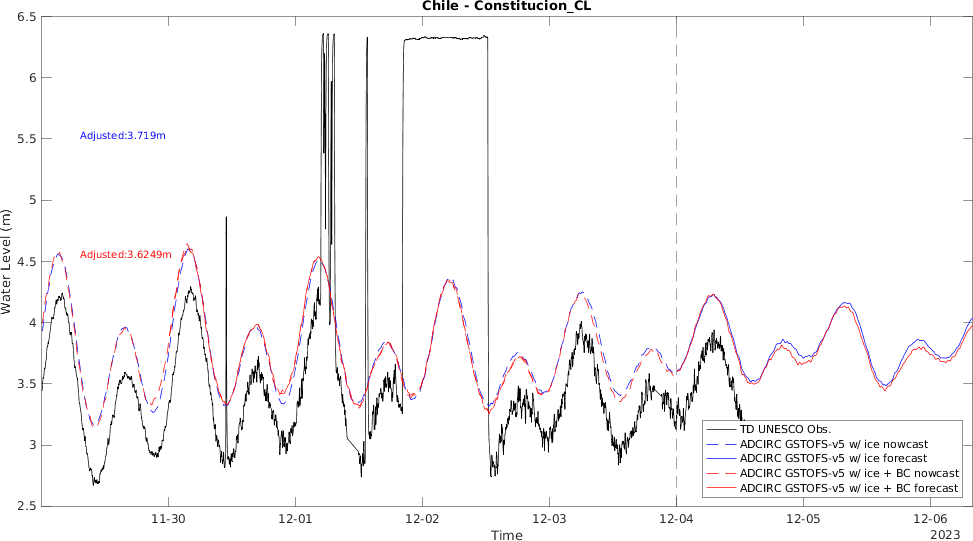 Chile - Constitucion_CL
6.5
6
5.5
5
4.5
4
3.5
3
2.5
Water Level (m)
Adjusted:3.719m
Adjusted:3.6249m
TD UNESCO Obs.
ADCIRC GSTOFS-v5 w/ ice nowcast
ADCIRC GSTOFS-v5 w/ ice forecast
ADCIRC GSTOFS-v5 w/ ice + BC nowcast
ADCIRC GSTOFS-v5 w/ ice + BC forecast
11-30 12-01 12-02 12-03 12-04 12-05 12-06
Time
2023